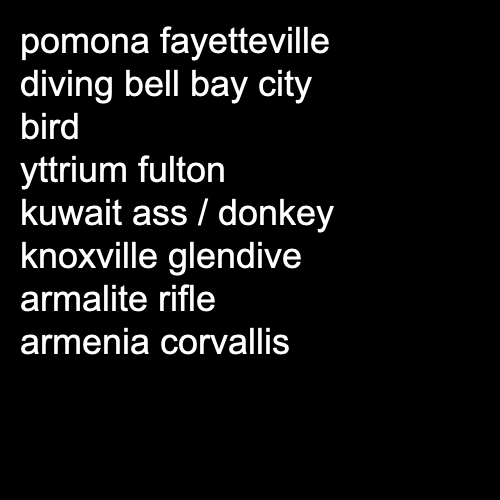 pomona fayetteville
diving bell bay city
bird
yttrium fulton
kuwait ass / donkey
knoxville glendive
armalite rifle
armenia corvallis